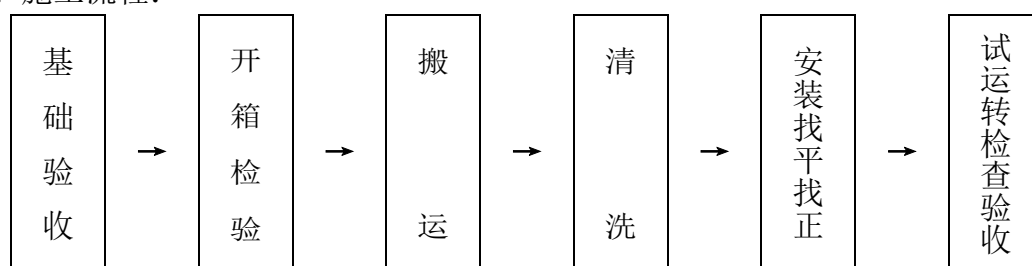 施工流程：
基础验收
→
开箱检验
→
搬运
→
清洗
→
安装找平找正
→
试运转检查验收